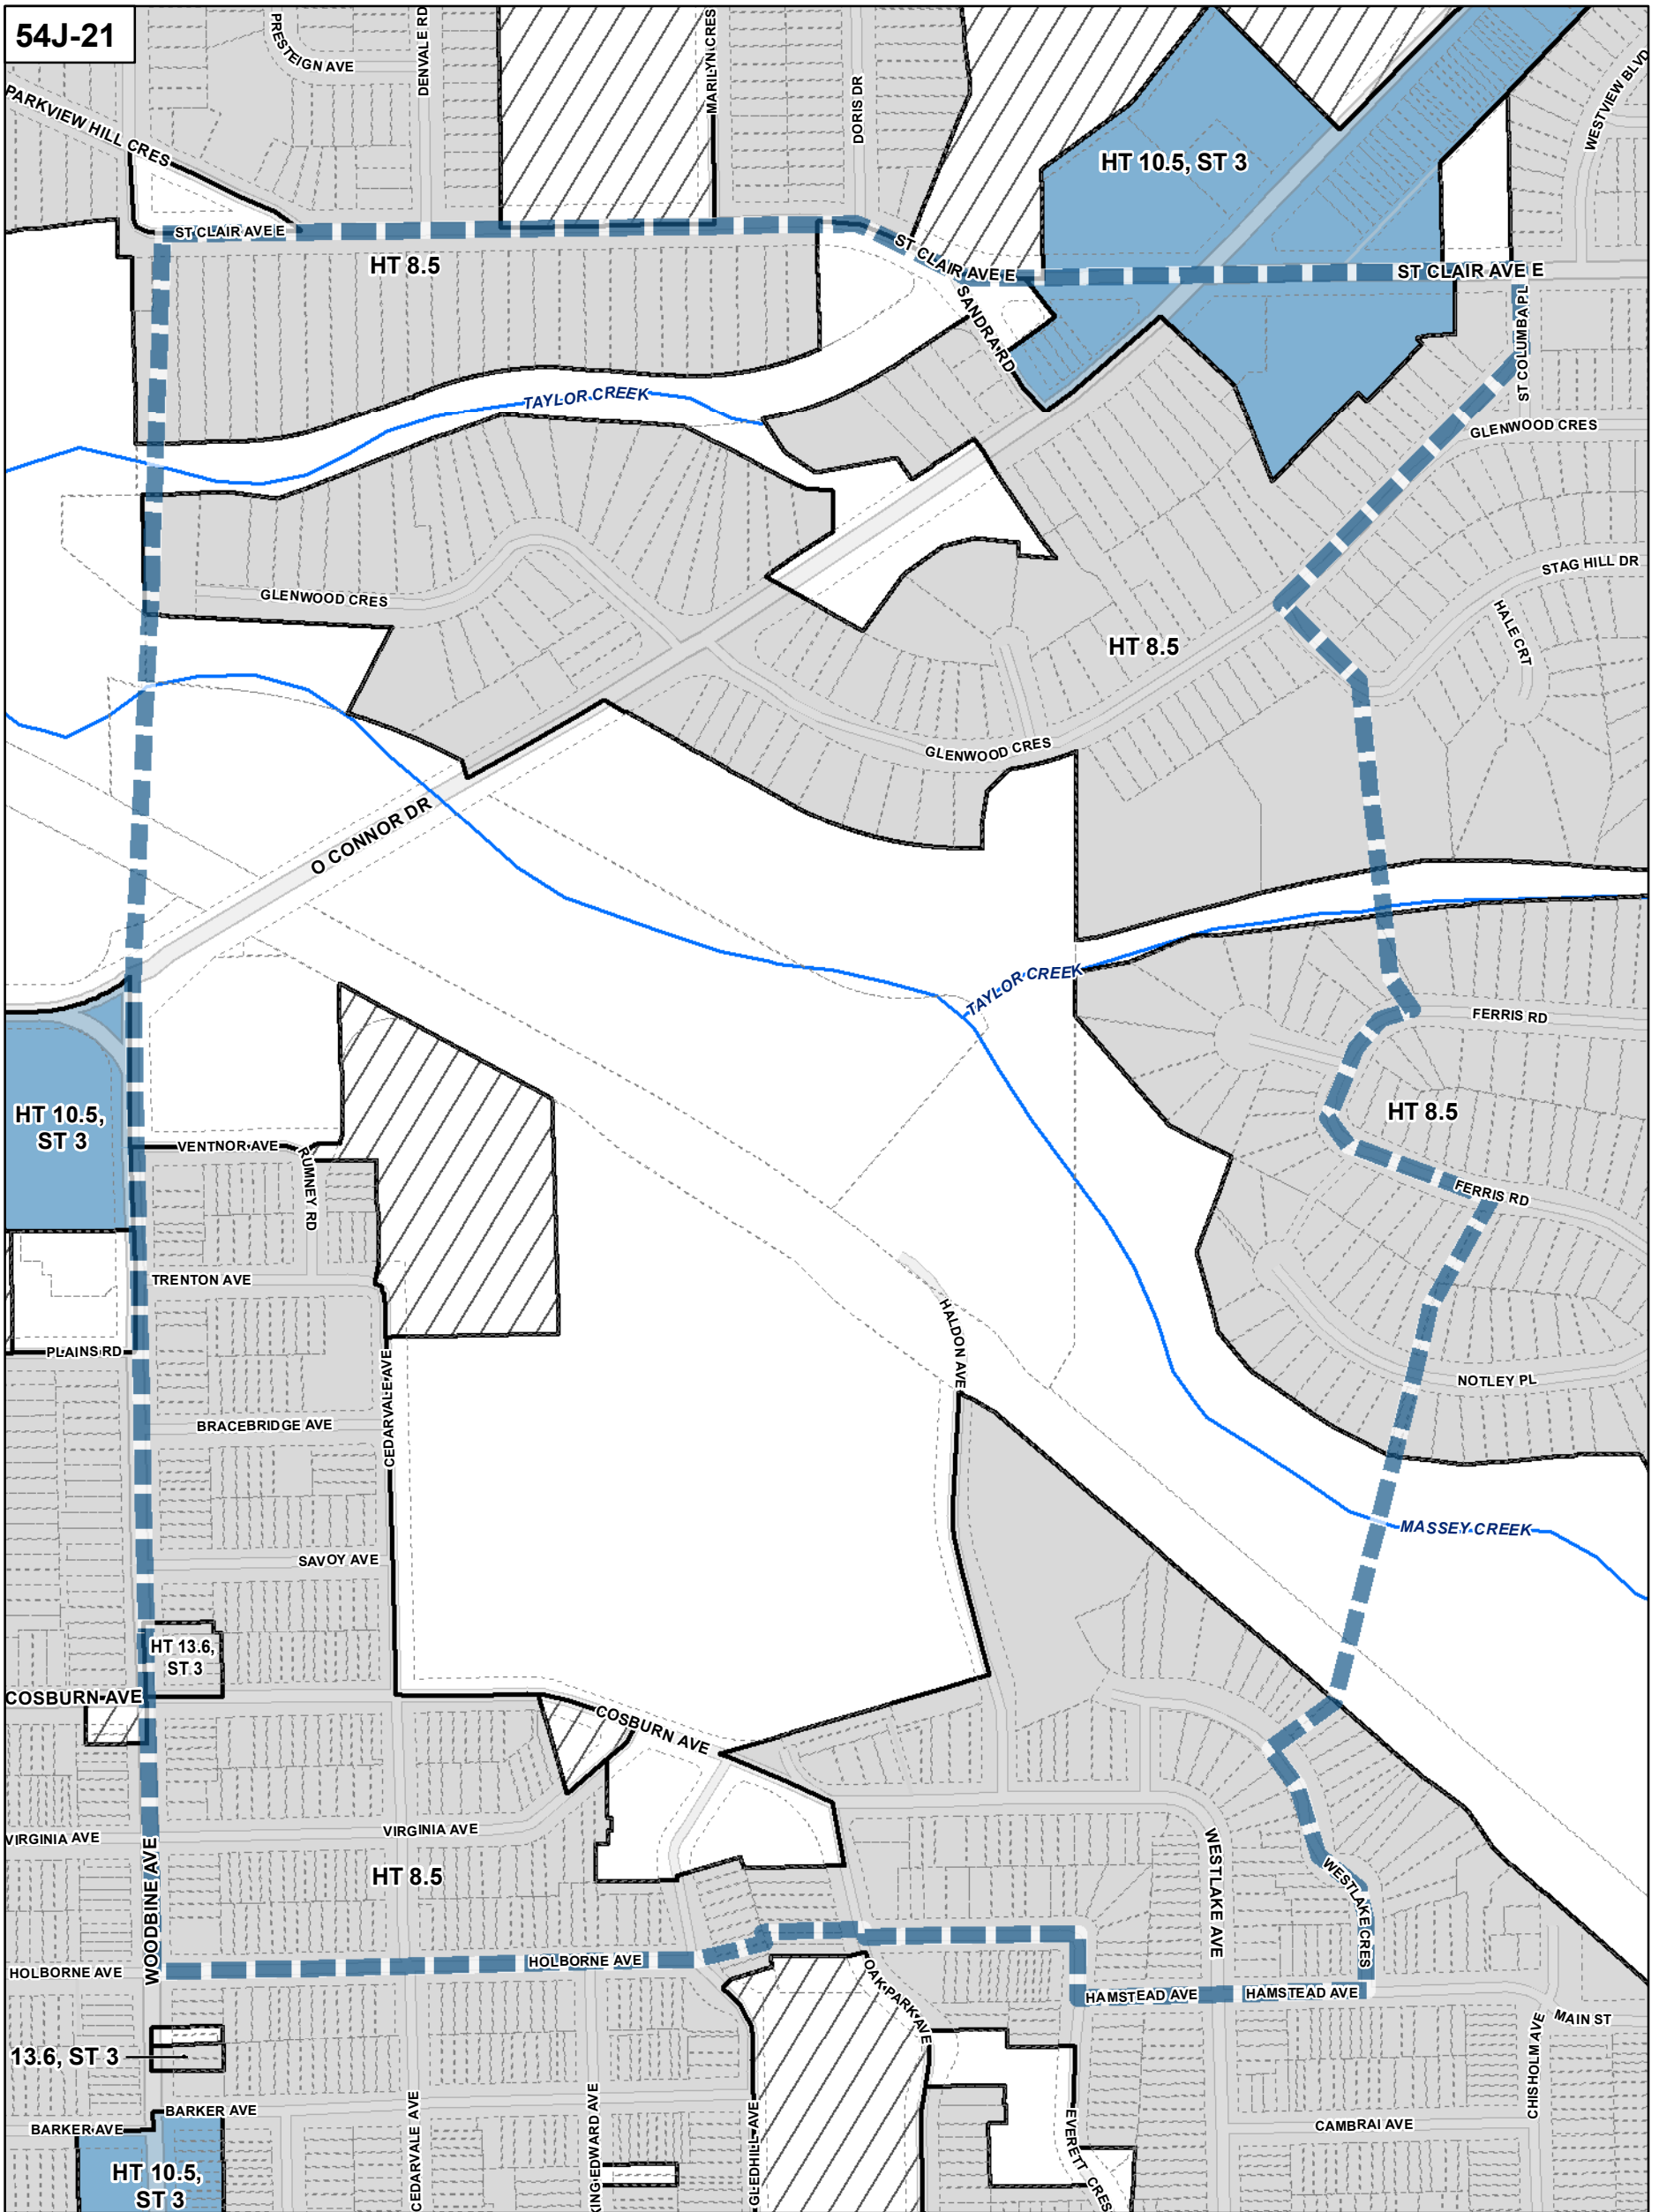 54J-21
PRESTEIGN AVE
DENVALE RD
MARILYN CRES
DORIS DR
WESTVIEW BLVD
PARKVIEW HILL CRES
HT 10.5, ST 3
ST CLAIR AVE E
HT 8.5
ST CLAIR AVE E
ST CLAIR AVE E
SANDRA RD
ST COLUMBA PL
TAYLOR CREEK
GLENWOOD CRES
STAG HILL DR
HALE CRT
GLENWOOD CRES
HT 8.5
GLENWOOD CRES
O CONNOR DR
TAYLOR CREEK
FERRIS RD
HT 10.5,
ST 3
HT 8.5
VENTNOR AVE
RUMNEY RD
FERRIS RD
TRENTON AVE
HALDON AVE
PLAINS RD
CEDARVALE AVE
NOTLEY PL
BRACEBRIDGE AVE
MASSEY CREEK
SAVOY AVE
HT 13.6,
ST 3
COSBURN AVE
COSBURN AVE
VIRGINIA AVE
VIRGINIA AVE
WOODBINE AVE
HT 8.5
WESTLAKE AVE
WESTLAKE CRES
HOLBORNE AVE
HOLBORNE AVE
OAK PARK AVE
HAMSTEAD AVE
HAMSTEAD AVE
MAIN ST
CHISHOLM AVE
13.6, ST 3
BARKER AVE
BARKER AVE
CEDARVALE AVE
KING EDWARD AVE
GLEDHILL AVE
EVERETT CRES
CAMBRAI AVE
HT 10.5,
ST 3